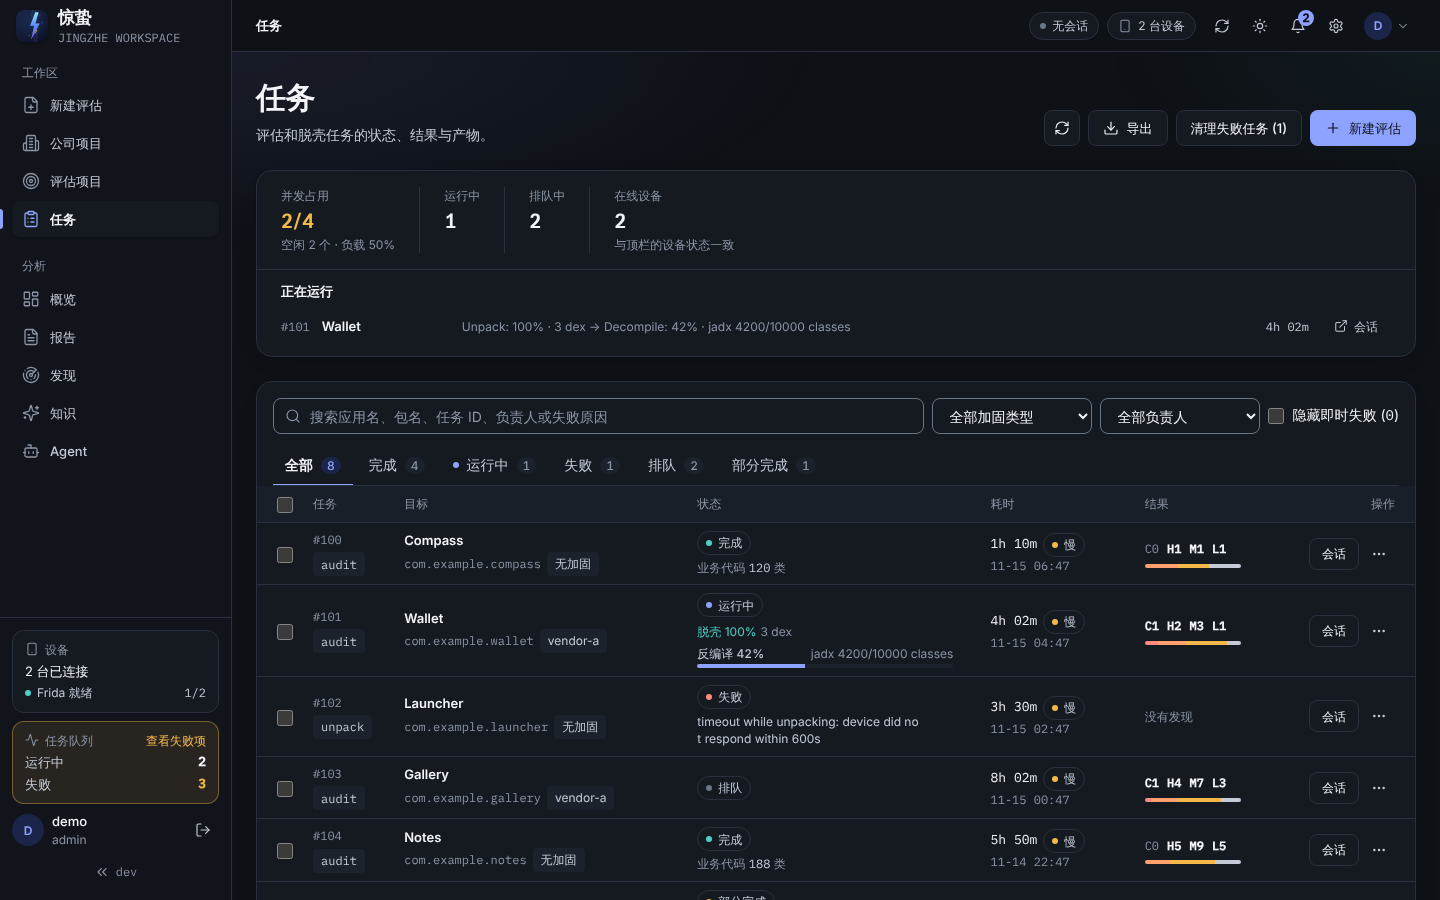 惊蛰
JINGZHE WORKSPACE
工作区
新建评估
公司项目
评估项目
任务
分析
概览
报告
发现
知识
Agent
设备
2 台已连接
Frida 就绪 1/2
任务队列 查看失败项
运行中 2
失败 3
D demo
admin
dev
任务
无会话
2 台设备
2
D
任务
评估和脱壳任务的状态、结果与产物。
导出
清理失败任务 (1)
新建评估
并发占用 运行中 排队中 在线设备
2/4 1 2 2
空闲 2 个 · 负载 50% 与顶栏的设备状态一致
正在运行
#101 Wallet Unpack: 100% · 3 dex → Decompile: 42% · jadx 4200/10000 classes 4h 02m 会话
搜索应用名、包名、任务 ID、负责人或失败原因 全部加固类型 全部负责人 隐藏即时失败 (0)
全部 8 完成 4 运行中 1 失败 1 排队 2 部分完成 1
任务 目标 状态 耗时 结果 操作
#100 Compass 完成 1h 10m 慢 C0 H1 M1 L1 会话
audit com.example.compass 无加固 业务代码 120 类 11-15 06:47
#101 Wallet 运行中 4h 02m 慢 C1 H2 M3 L1 会话
audit com.example.wallet vendor-a 脱壳 100% 3 dex 11-15 04:47
反编译 42% jadx 4200/10000 classes
#102 Launcher 失败 3h 30m 慢 没有发现 会话
unpack com.example.launcher 无加固 timeout while unpacking: device did no 11-15 02:47
t respond within 600s
#103 Gallery 排队 8h 02m 慢 C1 H4 M7 L3 会话
audit com.example.gallery vendor-a 11-15 00:47
#104 Notes 完成 5h 50m 慢 C0 H5 M9 L5 会话
audit com.example.notes 无加固 业务代码 188 类 11-14 22:47
部分完成